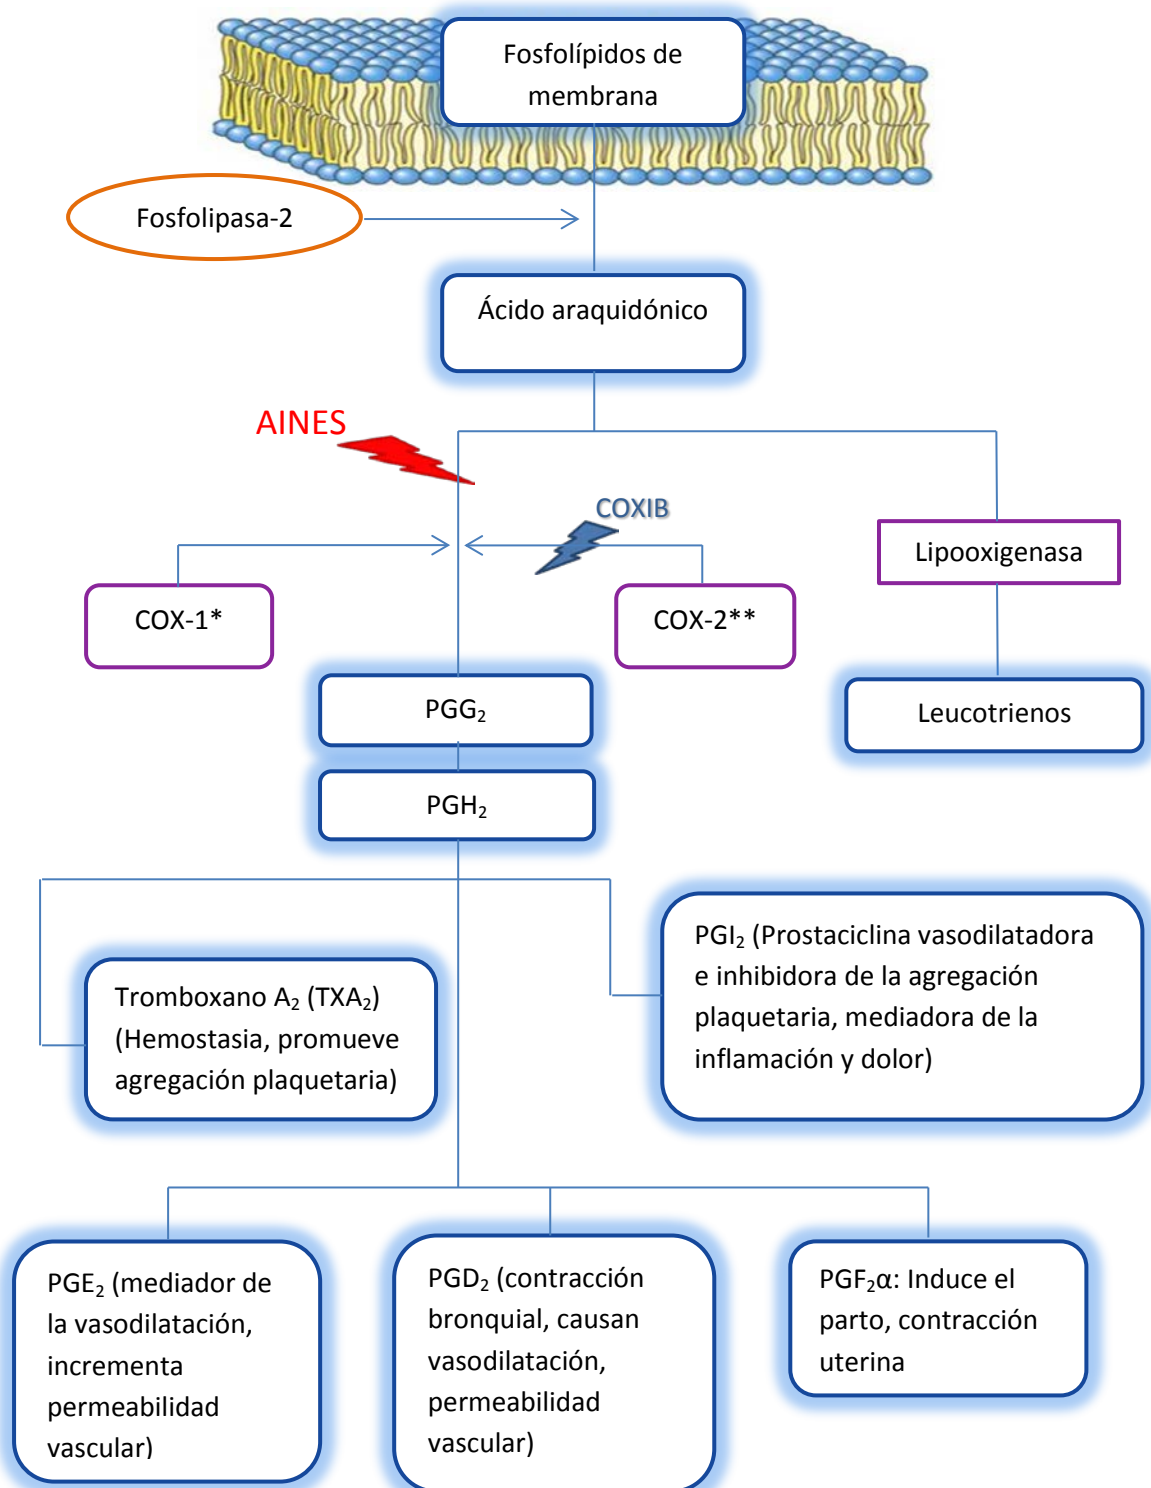 Fosfolípidos de
membrana
Fosfolipasa-2
Ácido araquidónico
AINES
COXIB
Lipooxigenasa
COX-1*
COX-2**
PGG₂
Leucotrienos
PGH₂
PGI₂ (Prostaciclina vasodilatadora
e inhibidora de la agregación
plaquetaria, mediadora de la
inflamación y dolor)
Tromboxano A₂ (TXA₂)
(Hemostasia, promueve
agregación plaquetaria)
PGE₂ (mediador de
la vasodilatación,
incrementa
permeabilidad
vascular)
PGD₂ (contracción
bronquial, causan
vasodilatación,
permeabilidad
vascular)
PGF₂α: Induce el
parto, contracción
uterina